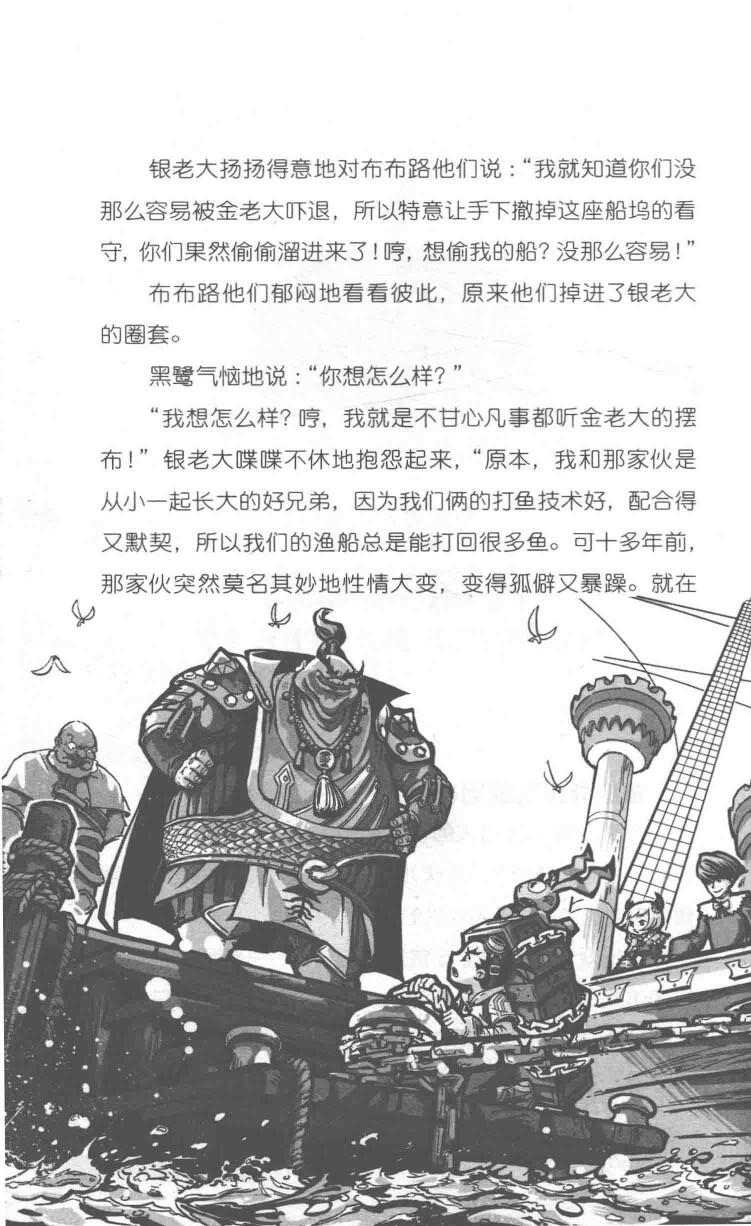 银老大扬扬得意地对布布路他们说：“我就知道你们没
那么容易被金老大吓退，所以特意让手下撤掉这座船坞的看
守，你们果然偷偷溜进来了！哼，想偷我的船？没那么容易！”
布布路他们郁闷地看看彼此，原来他们掉进了银老大
的圈套。
黑鹭气恼地说：“你想怎么样？”
“我想怎么样？哼，我就是不甘心凡事都听金老大的摆
布！”银老大喋喋不休地抱怨起来，“原本，我和那家伙是
从小一起长大的好兄弟，因为我们俩的打鱼技术好，配合得
又默契，所以我们的渔船总是能打回很多鱼。可十多年前，
那家伙突然莫名其妙地性情大变，变得孤僻又暴躁。就在